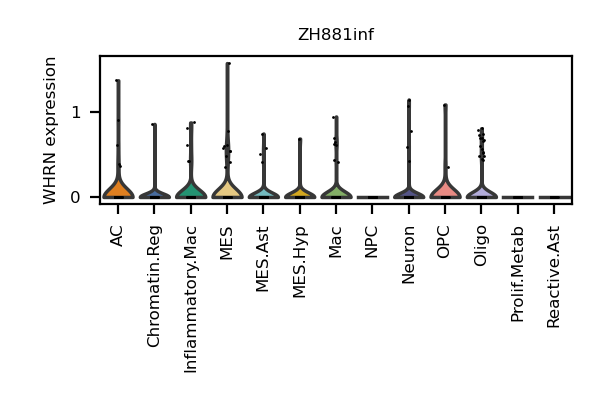 ZH881inf
WHRN expression
1
0
AC
Chromatin.Reg
Inflammatory.Mac
MES
MES.Ast
MES.Hyp
Mac
NPC
Neuron
OPC
Oligo
Prolif.Metab
Reactive.Ast